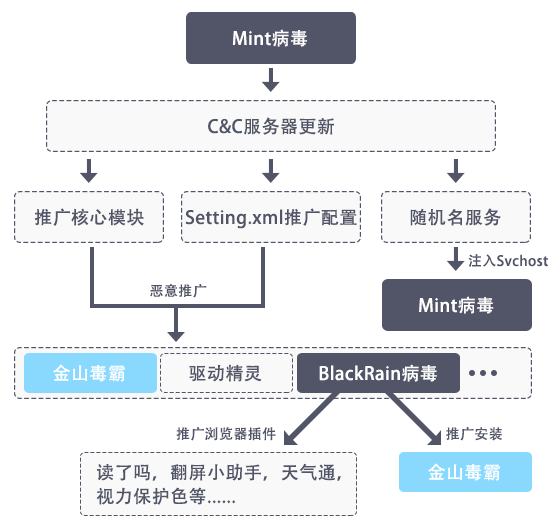 Mint病毒
C&C服务器更新
推广核心模块
Setting.xml推广配置
随机名服务
注入Svchost
恶意推广
Mint病毒
金山毒霸
驱动精灵
BlackRain病毒
•••
推广浏览器插件
推广安装
读了吗，翻屏小助手，天气通，
视力保护色等......
金山毒霸